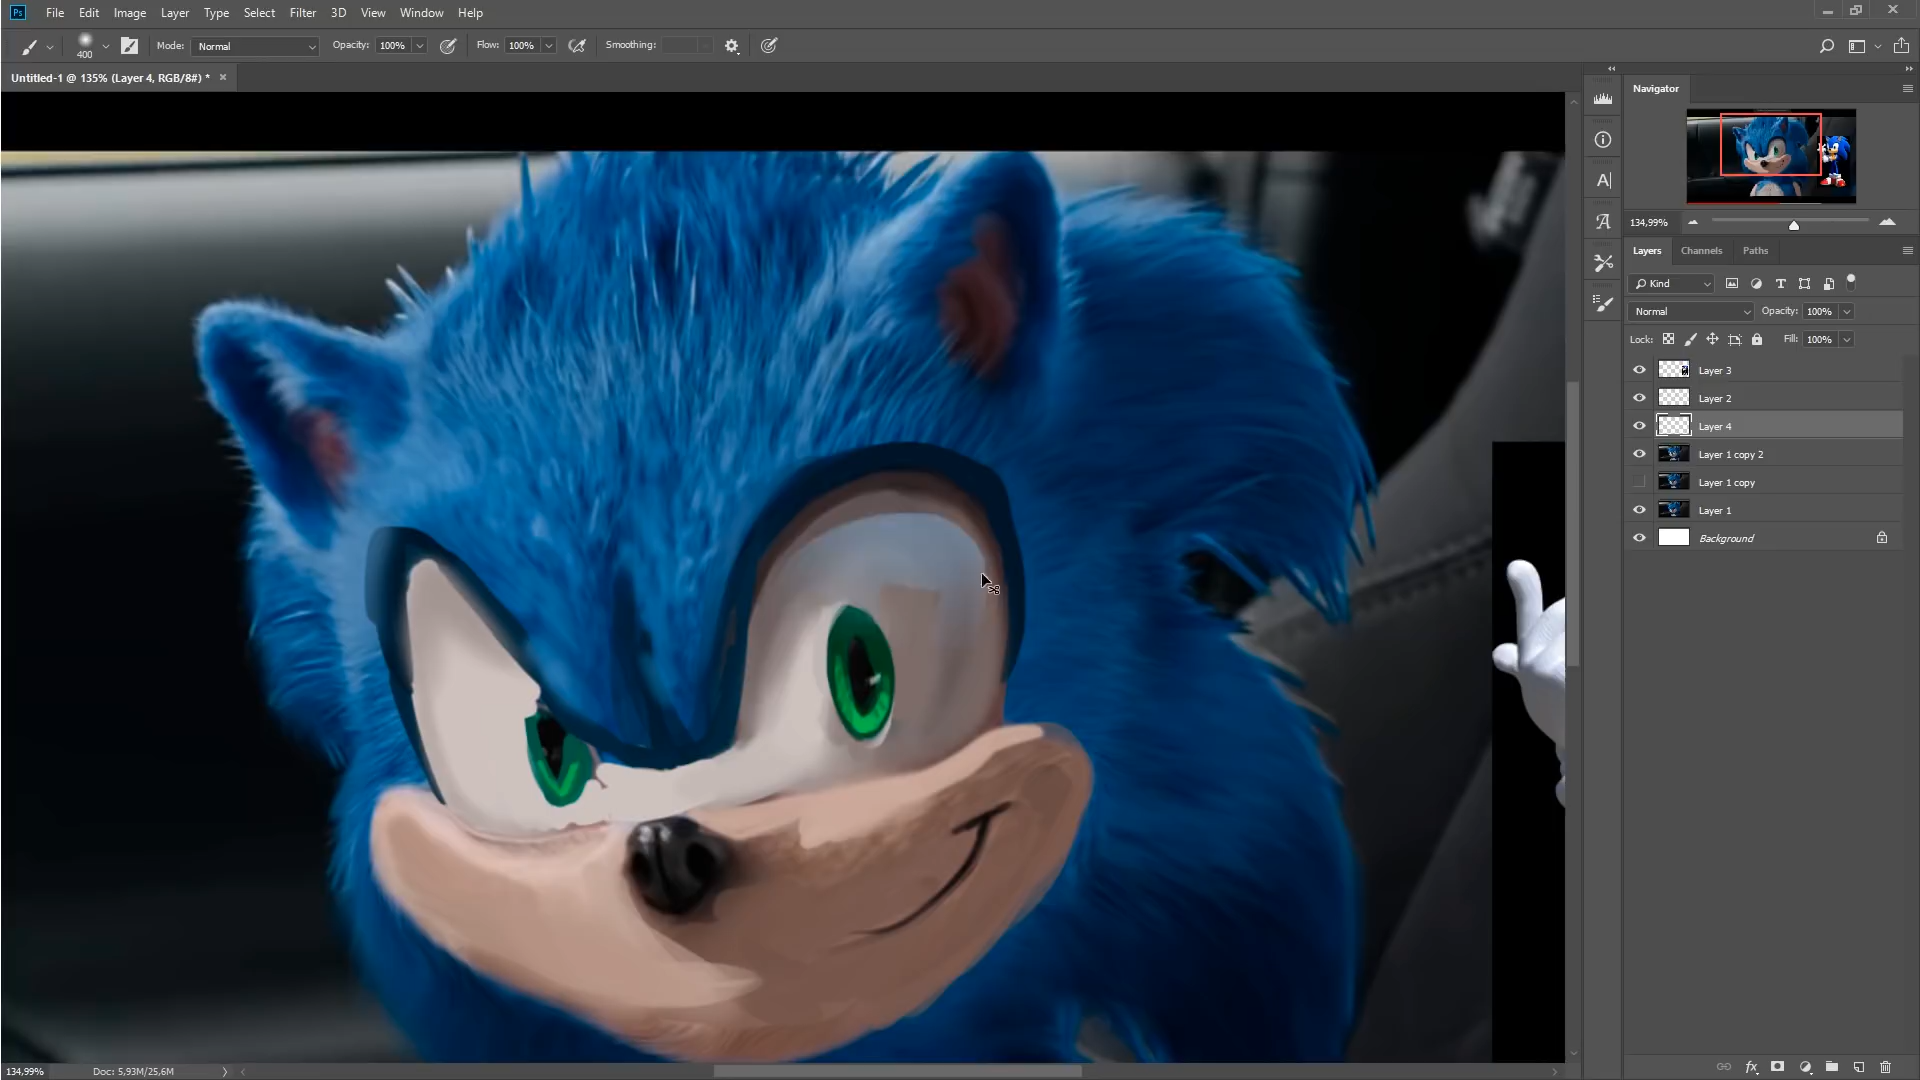 Ps File Edit Image Layer Type Select Filter 3D View Window Help
400 Mode: Normal Opacity: 100% Flow: 100% Smoothing:
Untitled-1 @ 135% (Layer 4, RGB/8#) * ×
Navigator
134,99%
Layers Channels Paths
Kind
Normal Opacity: 100%
Lock: Fill: 100%
Layer 3
Layer 2
Layer 4
Layer 1 copy 2
Layer 1 copy
Layer 1
Background
134,99% Doc: 5,93M/25,6M
fx